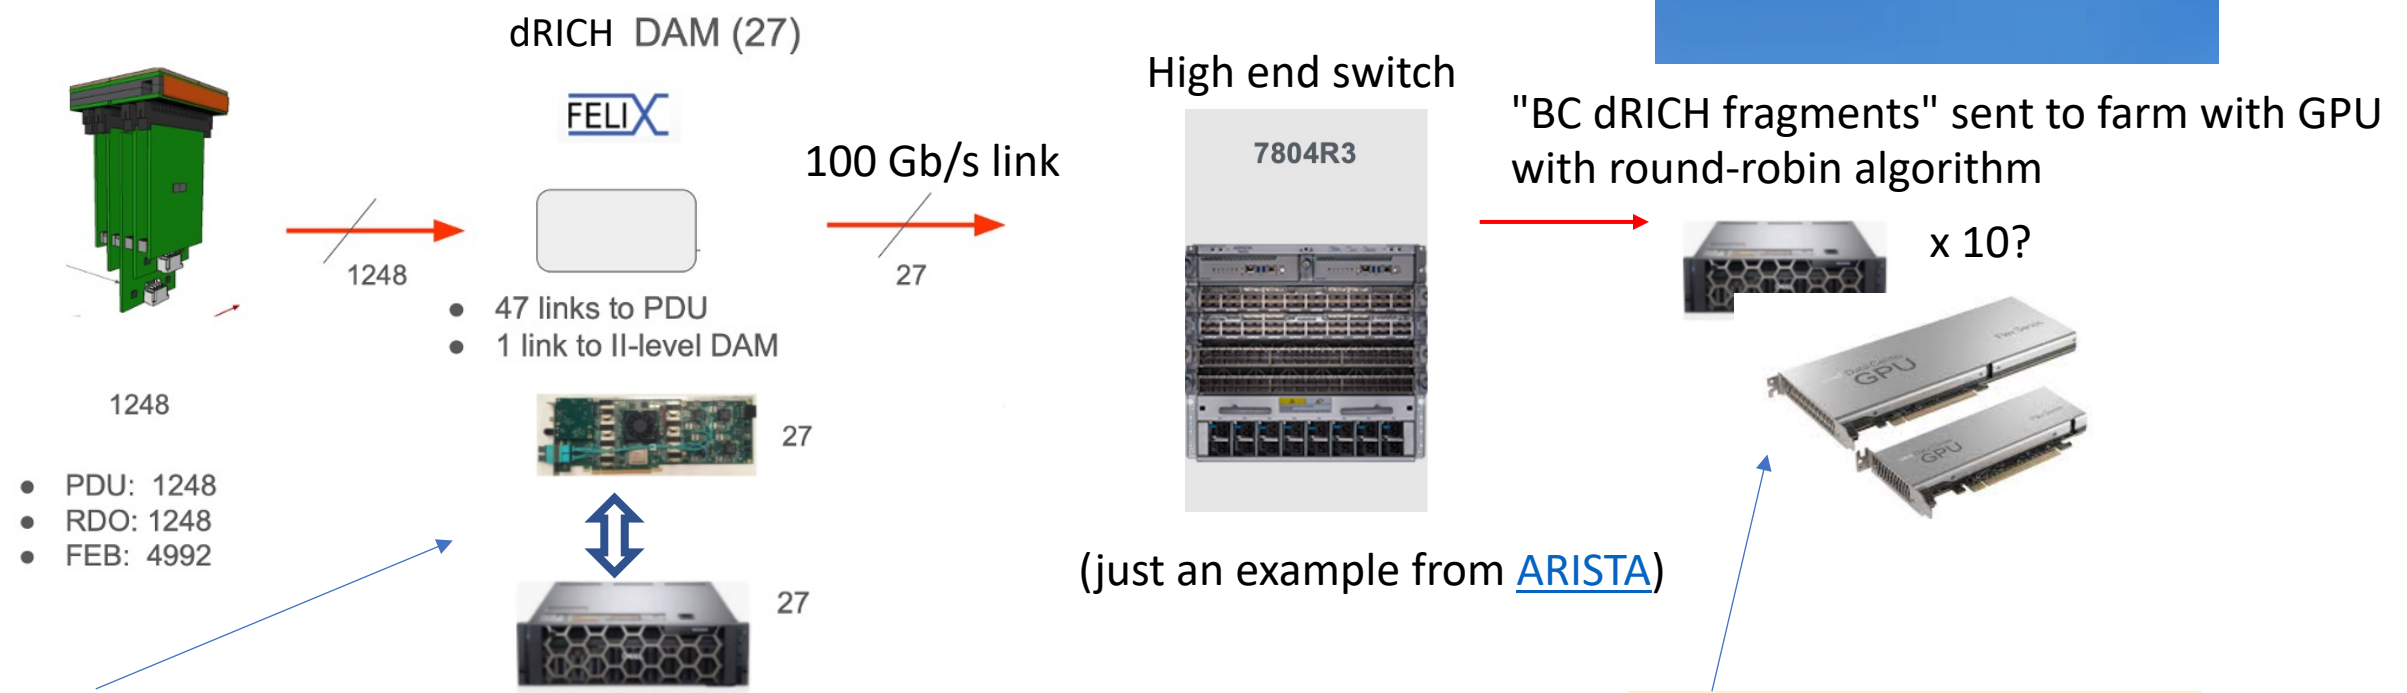 dRICH DAM (27)
FELIX
High end switch
7804R3
"BC dRICH fragments" sent to farm with GPU
with round-robin algorithm
x 10?
100 Gb/s link
1248
27
47 links to PDU
1 link to II-level DAM
1248
27
PDU: 1248
RDO: 1248
FEB: 4992
27
(just an example from ARISTA)
GPU
GPU